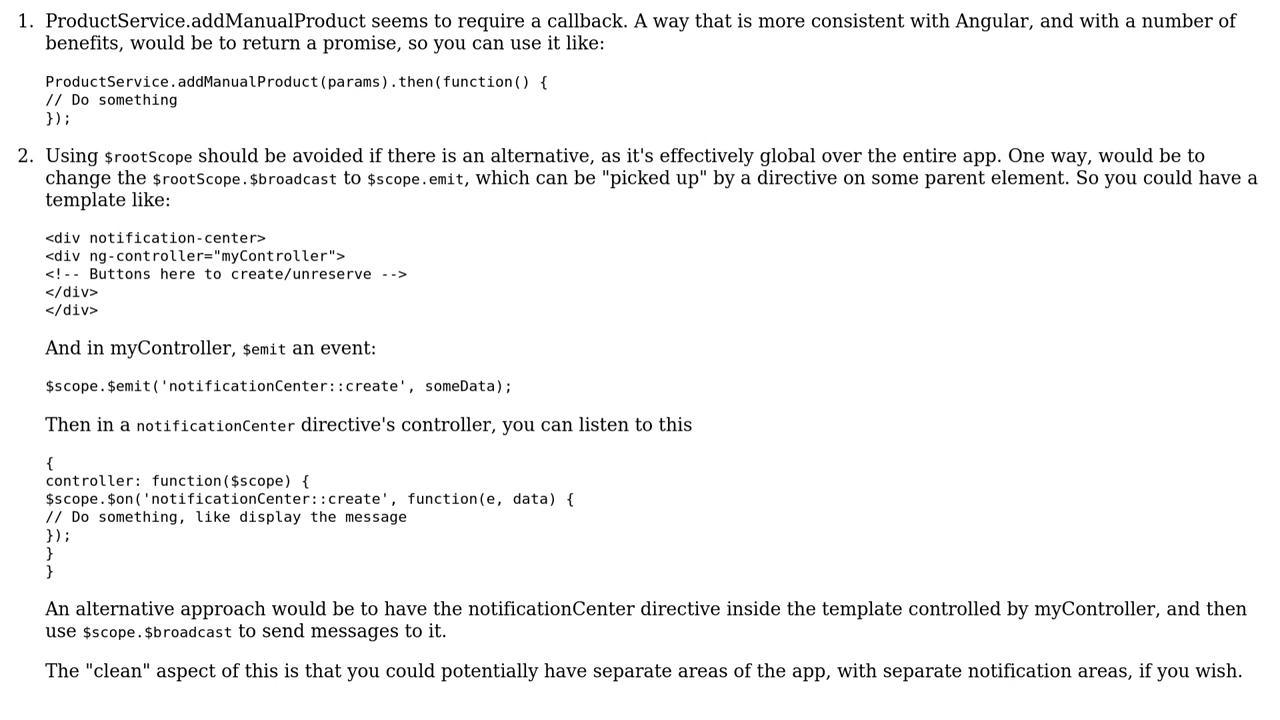 1. ProductService.addManualProduct seems to require a callback. A way that is more consistent with Angular, and with a number of
benefits, would be to return a promise, so you can use it like:
ProductService.addManualProduct(params).then(function() {
// Do something
});
2. Using $rootScope should be avoided if there is an alternative, as it's effectively global over the entire app. One way, would be to
change the $rootScope.$broadcast to $scope.emit, which can be "picked up" by a directive on some parent element. So you could have a
template like:
<div notification-center>
<div ng-controller="myController">
<!-- Buttons here to create/unreserve -->
</div>
</div>
And in myController, $emit an event:
$scope.$emit('notificationCenter::create', someData);
Then in a notificationCenter directive's controller, you can listen to this
{
controller: function($scope) {
$scope.$on('notificationCenter::create', function(e, data) {
// Do something, like display the message
});
}
}
An alternative approach would be to have the notificationCenter directive inside the template controlled by myController, and then
use $scope.$broadcast to send messages to it.
The "clean" aspect of this is that you could potentially have separate areas of the app, with separate notification areas, if you wish.